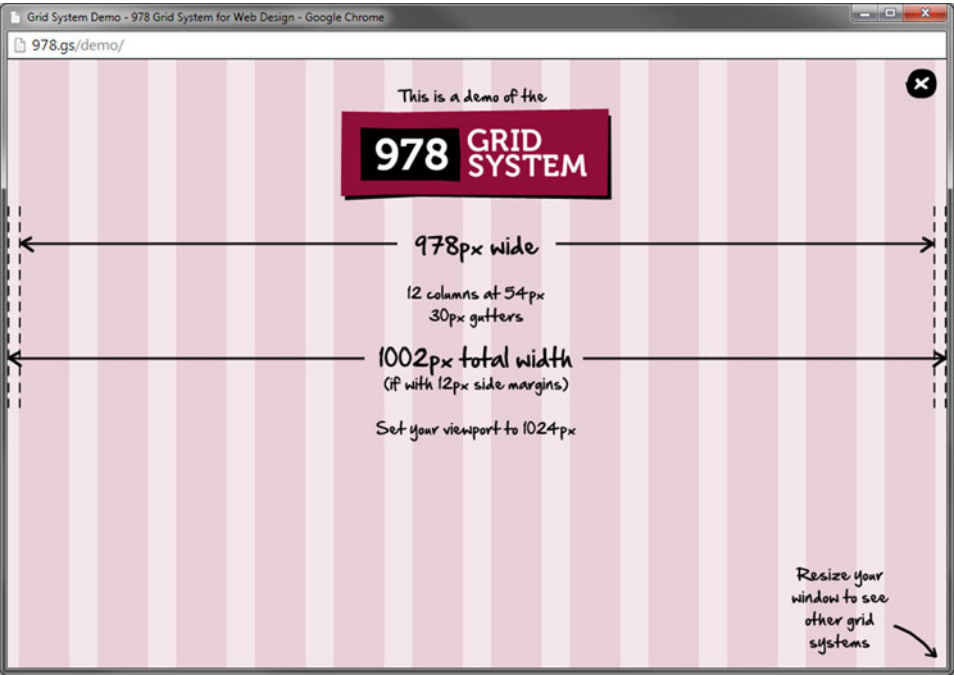 Grid System Demo - 978 Grid System for Web Design - Google Chrome
978.gs/demo/
This is a demo of the
978 GRID
SYSTEM
978px wide
12 columns at 54px
30px gutters
1002px total width
(if with 12px side margins)
Set your viewport to 1024px
Resize your
window to see
other grid
systems